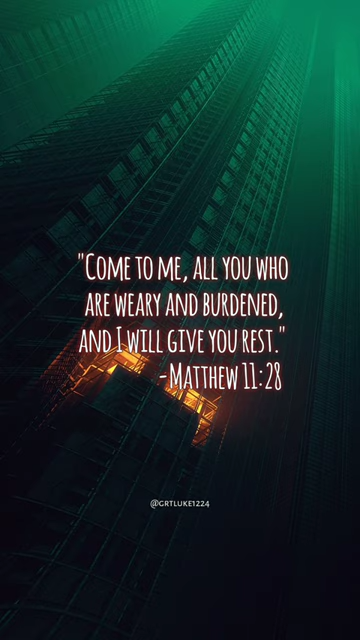 "Come to me, all you who
are weary and burdened,
and I will give you rest."
-Matthew 11:28
@grtluke1224